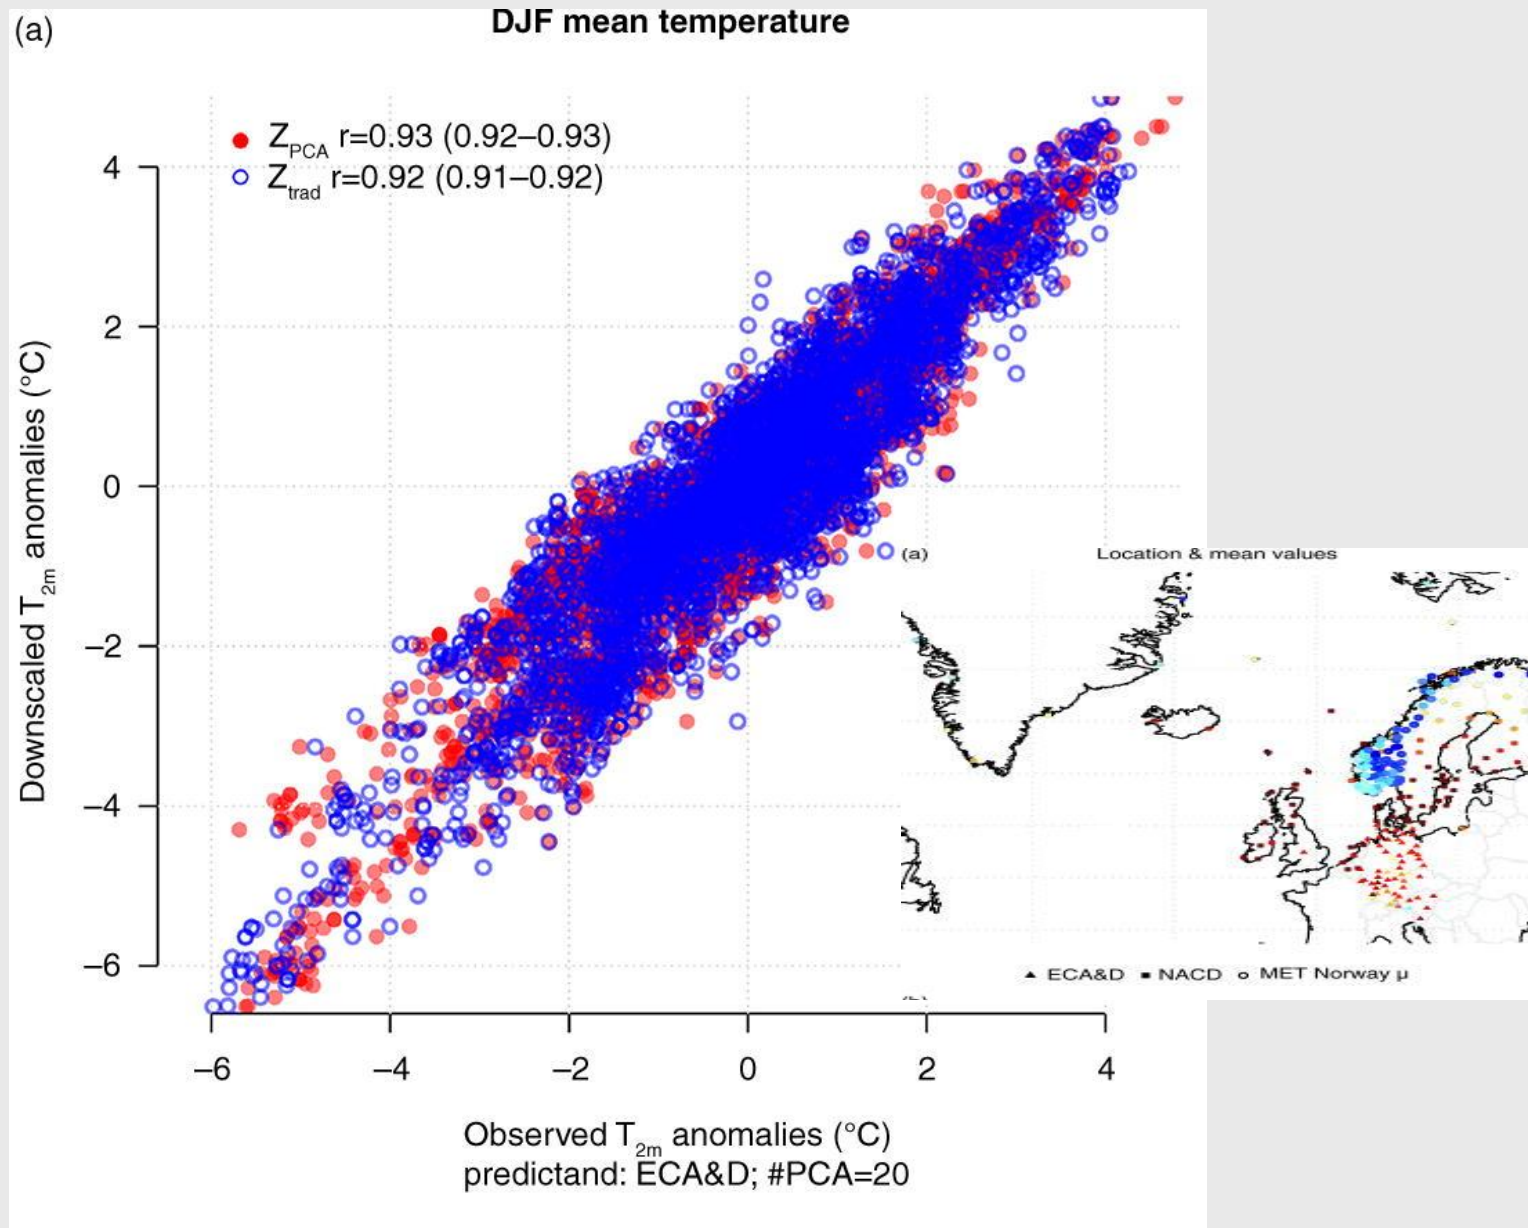 (a)
DJF mean temperature
Z_PCA r=0.93 (0.92–0.93)
Z_trad r=0.92 (0.91–0.92)
4
2
0
–2
–4
–6
Downscaled T_2m anomalies (°C)
–6 –4 –2 0 2 4
Observed T_2m anomalies (°C)
predictand: ECA&D; #PCA=20
(a) Location & mean values
▲ ECA&D ■ NACD o MET Norway μ